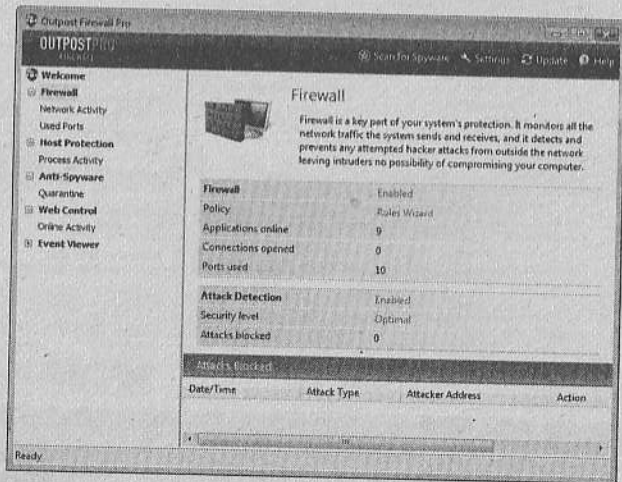 Outpost Firewall Pro
OUTPOST PRO
FIREWALL
Scan for Spyware Settings Update Help
Welcome
Firewall
Network Activity
Used Ports
Host Protection
Process Activity
Anti-Spyware
Quarantine
Web Control
Online Activity
Event Viewer
Firewall
Firewall is a key part of your system's protection. It monitors all the
network traffic the system sends and receives, and it detects and
prevents any attempted hacker attacks from outside the network
leaving intruders no possibility of compromising your computer.
Firewall Enabled
Policy Rules Wizard
Applications online 9
Connections opened 0
Ports used 10
Attack Detection Enabled
Security level Optimal
Attacks blocked 0
Attacks Blocked
Date/Time Attack Type Attacker Address Action
Ready